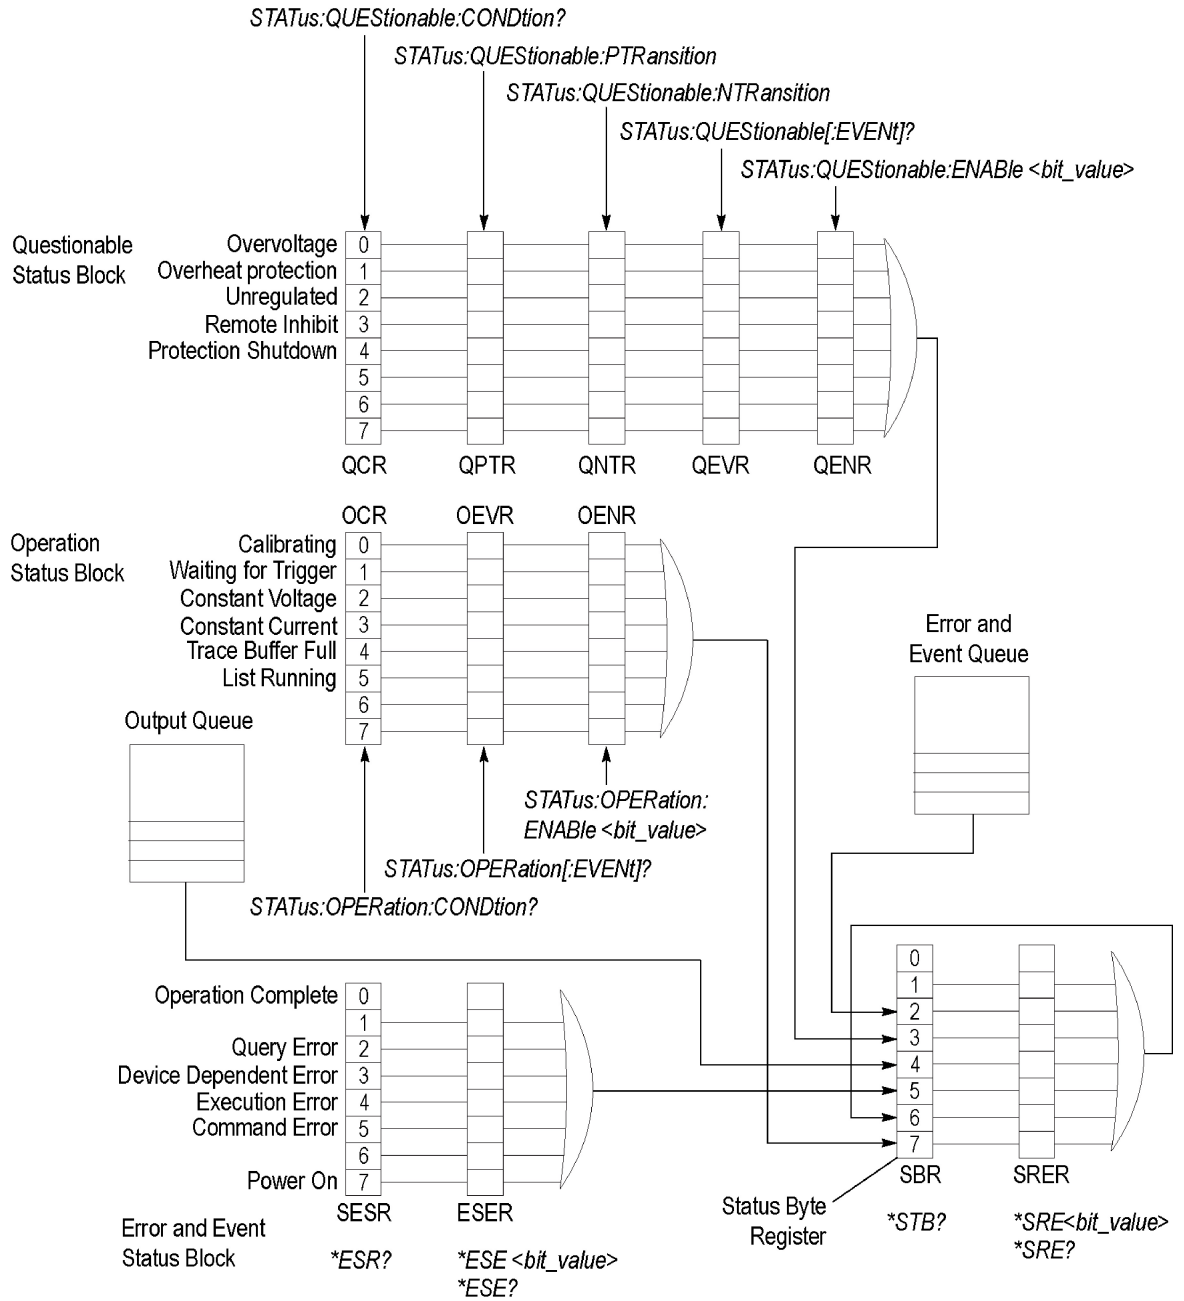 STATus:QUEStionable:CONDtion?
STATus:QUEStionable:PTRansition
STATus:QUEStionable:NTRansition
STATus:QUEStionable[:EVENt]?
STATus:QUEStionable:ENABle <bit_value>
Questionable
Status Block
Overvoltage 0
Overheat protection 1
Unregulated 2
Remote Inhibit 3
Protection Shutdown 4
5
6
7
QCR QPTR QNTR QEVR QENR
OCR OEVR OENR
Operation
Status Block
Calibrating 0
Waiting for Trigger 1
Constant Voltage 2
Constant Current 3
Trace Buffer Full 4
List Running 5
6
7
Error and
Event Queue
Output Queue
STATus:OPERation:
ENABle <bit_value>
STATus:OPERation[:EVENt]?
STATus:OPERation:CONDtion?
Operation Complete 0
1
Query Error 2
Device Dependent Error 3
Execution Error 4
Command Error 5
6
Power On 7
SESR ESER
Error and Event
Status Block
*ESR?
*ESE <bit_value>
*ESE?
0
1
2
3
4
5
6
7
SBR SRER
Status Byte
Register
*STB?
*SRE<bit_value>
*SRE?